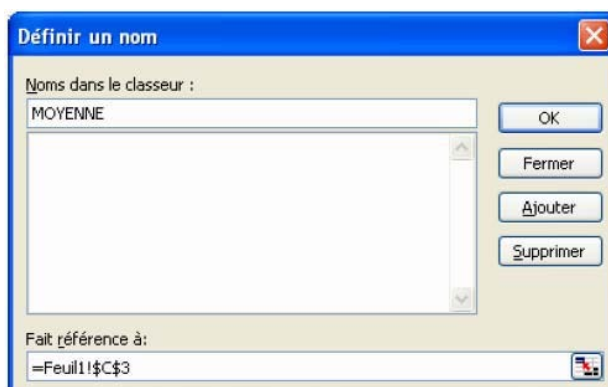 Définir un nom
Noms dans le classeur :
MOYENNE
OK
Fermer
Ajouter
Supprimer
Fait référence à:
=Feuil1!$C$3